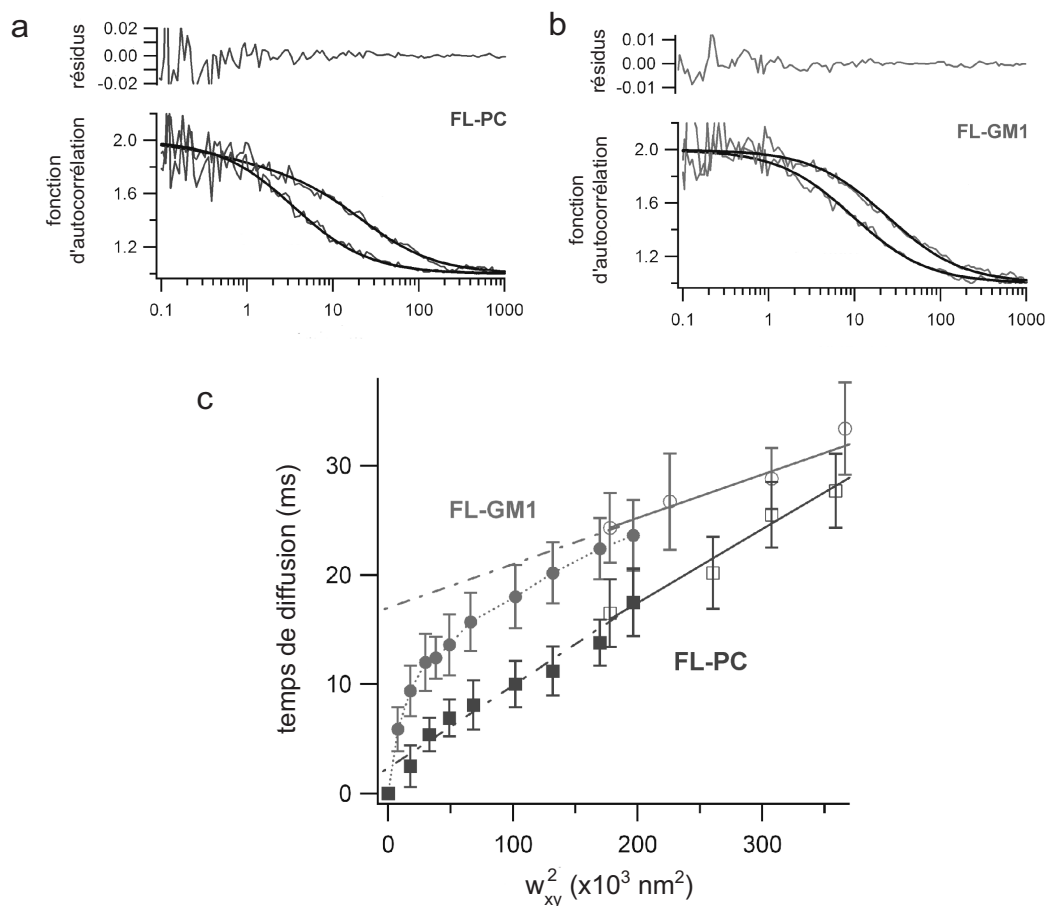 a
résidus
0.02
0.00
-0.02
FL-PC
fonction
d'autocorrélation
2.0
1.6
1.2
0.1 1 10 100 1000
b
résidus
0.01
0.00
-0.01
FL-GM1
fonction
d'autocorrélation
2.0
1.6
1.2
0.1 1 10 100 1000
c
temps de diffusion (ms)
30
20
10
0
FL-GM1
FL-PC
0 100 200 300
w²xy (x10³ nm²)